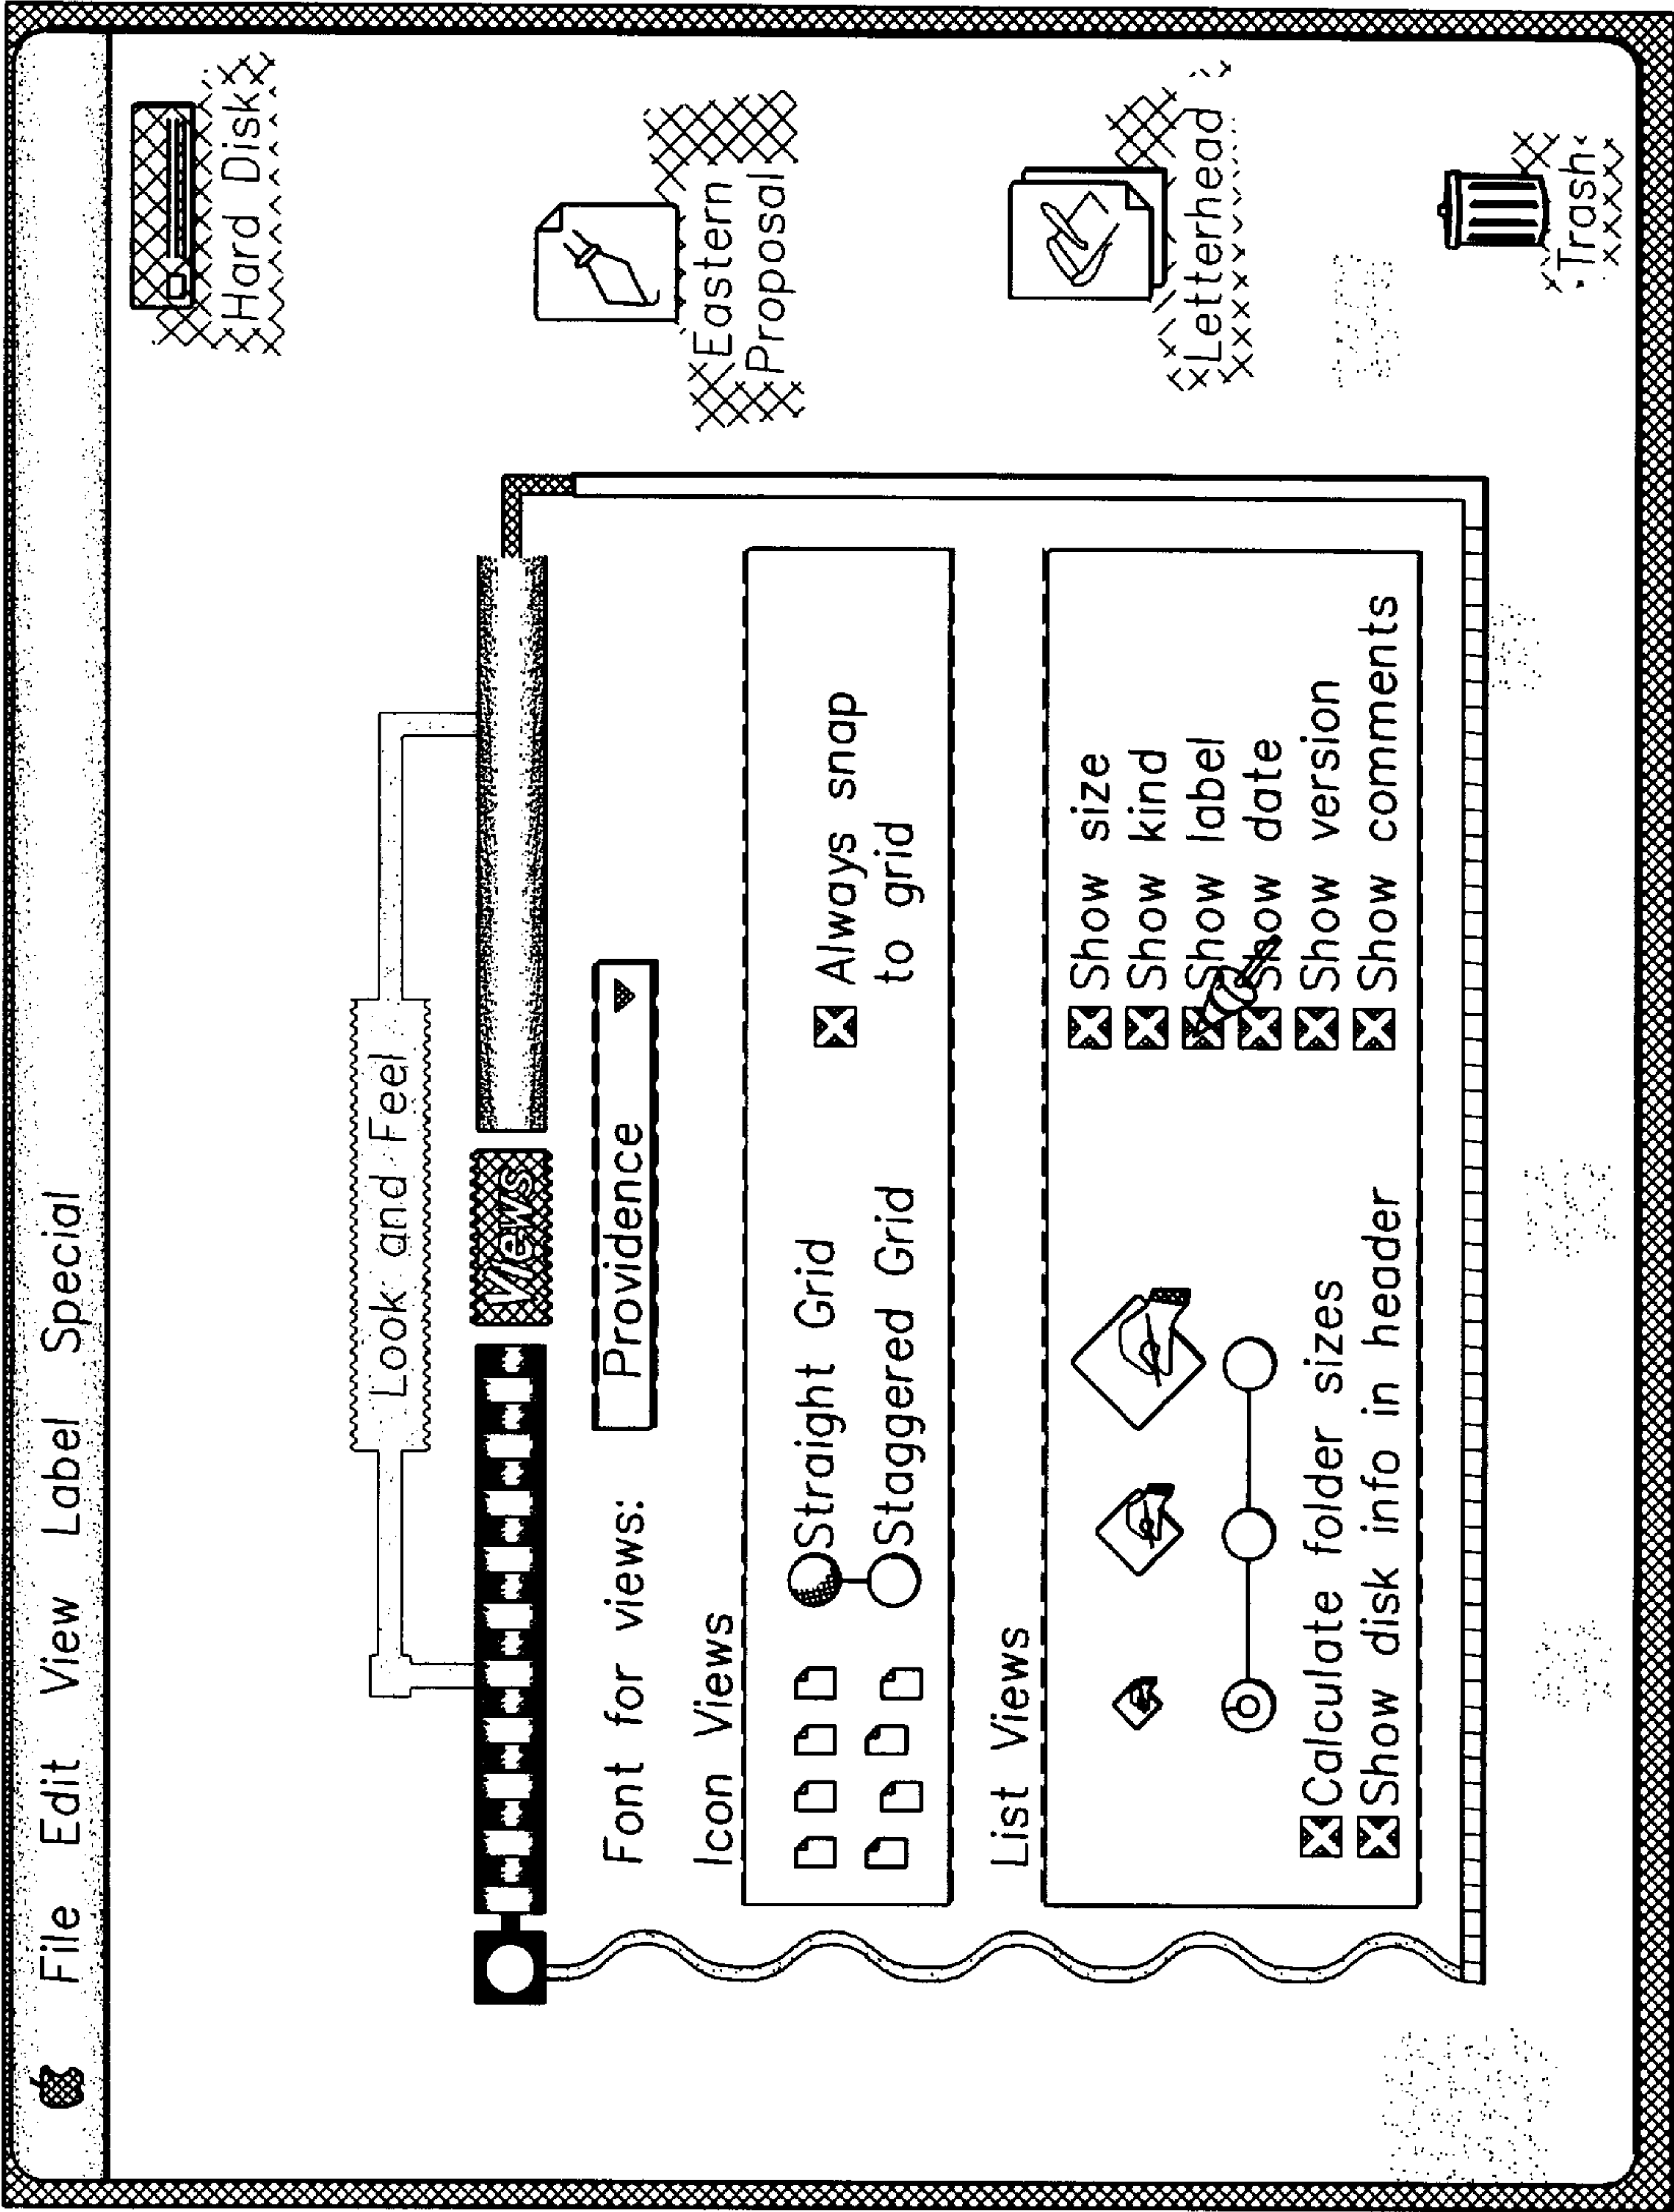 File Edit View Label Special
Hard Disk
Look and Feel
Views
Font for views: Providence
Eastern
Proposal
Icon Views
Straight Grid
Staggered Grid
Always snap
to grid
List Views
Show size
Show kind
Show label
Show date
Show version
Show comments
Calculate folder sizes
Show disk info in header
Letterhead
Trash